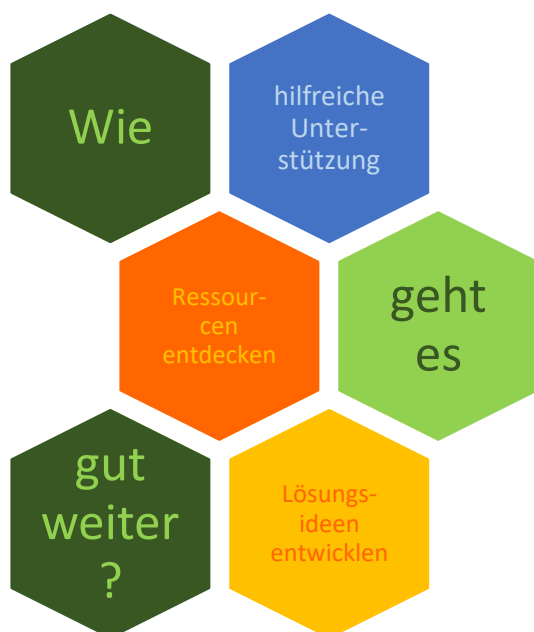 Wie
hilfreiche
Unter-
stützung
Ressour-
cen
entdecken
geht
es
gut
weiter
?
Lösungs-
ideen
entwicklen